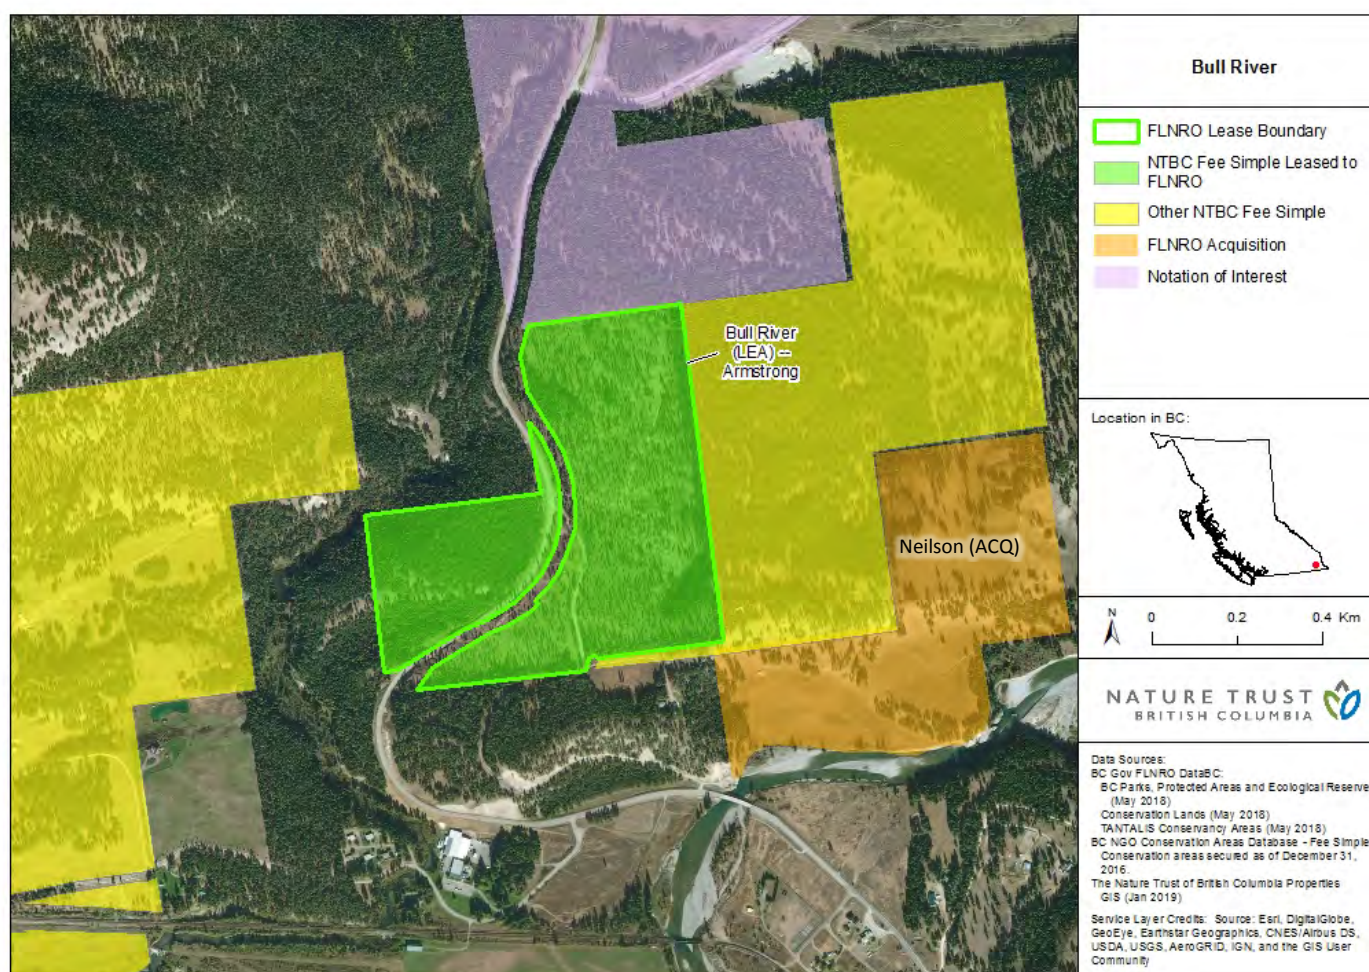 Bull River
FLNRO Lease Boundary
NTBC Fee Simple Leased to
FLNRO
Other NTBC Fee Simple
FLNRO Acquisition
Notation of Interest
Bull River
(LEA) --
Armstrong
Neilson (ACQ)
Location in BC:
N
0 0.2 0.4 Km
NATURE TRUST
BRITISH COLUMBIA
Data Sources:
BC Gov FLNRO DataBC:
BC Parks, Protected Areas and Ecological Reserve
(May 2018)
Conservation Lands (May 2018)
TANTALIS Conservancy Areas (May 2018)
BC NGO Conservation Areas Database - Fee Simple
Conservation areas secured as of December 31,
2016.
The Nature Trust of British Columbia Properties
GIS (Jan 2019)
Service Layer Credits: Source: Esri, DigitalGlobe,
GeoEye, Earthstar Geographics, CNES/Airbus DS,
USDA, USGS, AeroGRID, IGN, and the GIS User
Community